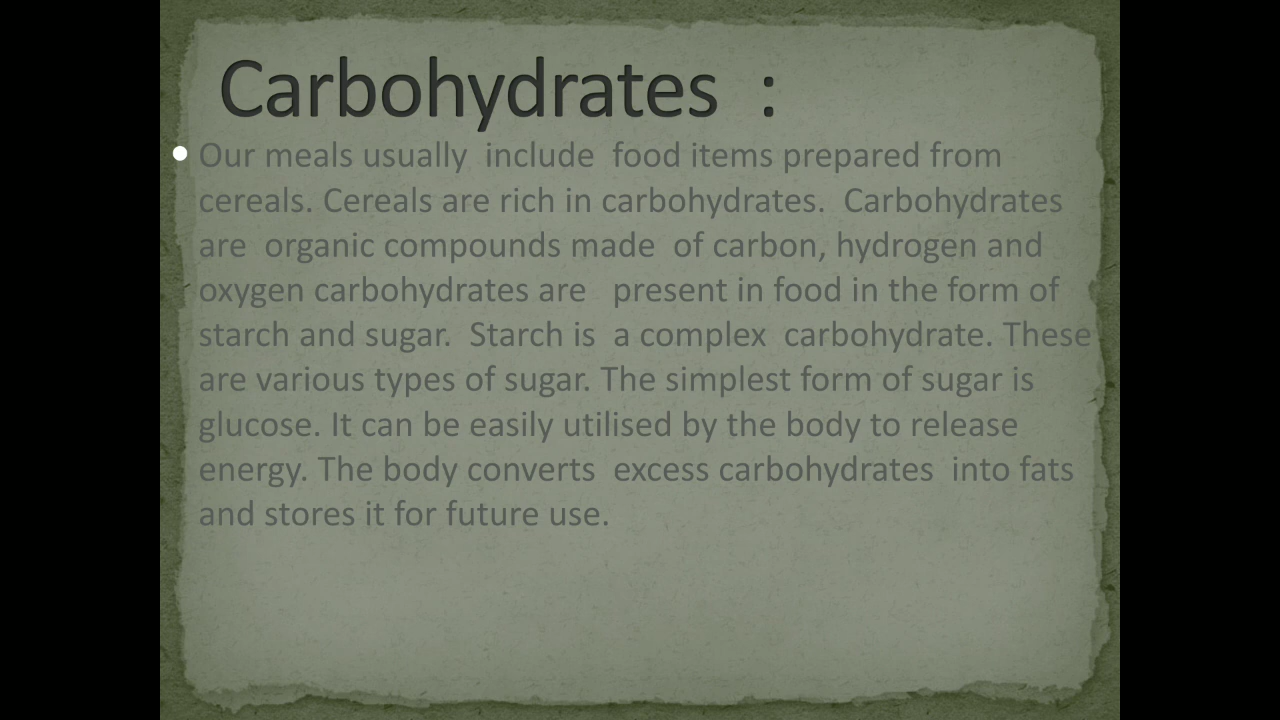 Carbohydrates :
• Our meals usually include food items prepared from
cereals. Cereals are rich in carbohydrates. Carbohydrates
are organic compounds made of carbon, hydrogen and
oxygen carbohydrates are present in food in the form of
starch and sugar. Starch is a complex carbohydrate. These
are various types of sugar. The simplest form of sugar is
glucose. It can be easily utilised by the body to release
energy. The body converts excess carbohydrates into fats
and stores it for future use.